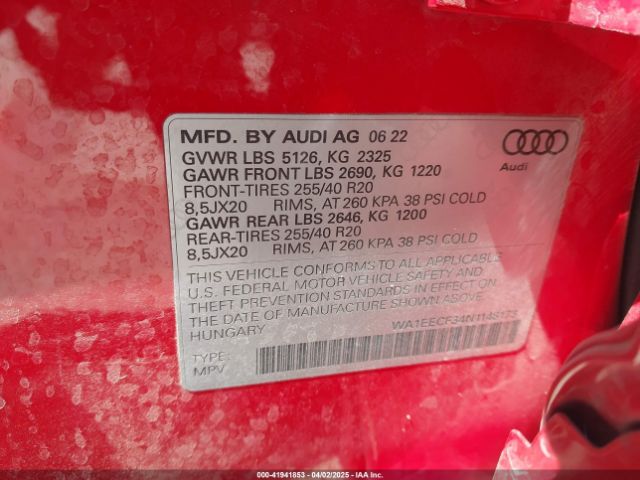 MFD. BY AUDI AG 06 22
GVWR LBS 5126, KG 2325
GAWR FRONT LBS 2690, KG 1220
FRONT-TIRES 255/40 R20
8,5JX20 RIMS, AT 260 KPA 38 PSI COLD
GAWR REAR LBS 2646, KG 1200
REAR-TIRES 255/40 R20
8,5JX20 RIMS, AT 260 KPA 38 PSI COLD
Audi
THIS VEHICLE CONFORMS TO ALL APPLICABLE
U.S. FEDERAL MOTOR VEHICLE SAFETY AND
THEFT PREVENTION STANDARDS IN EFFECT ON
THE DATE OF MANUFACTURE SHOWN ABOVE.
HUNGARY
TYPE:
MPV
000-41941853 - 04/02/2025 - IAA, Inc.